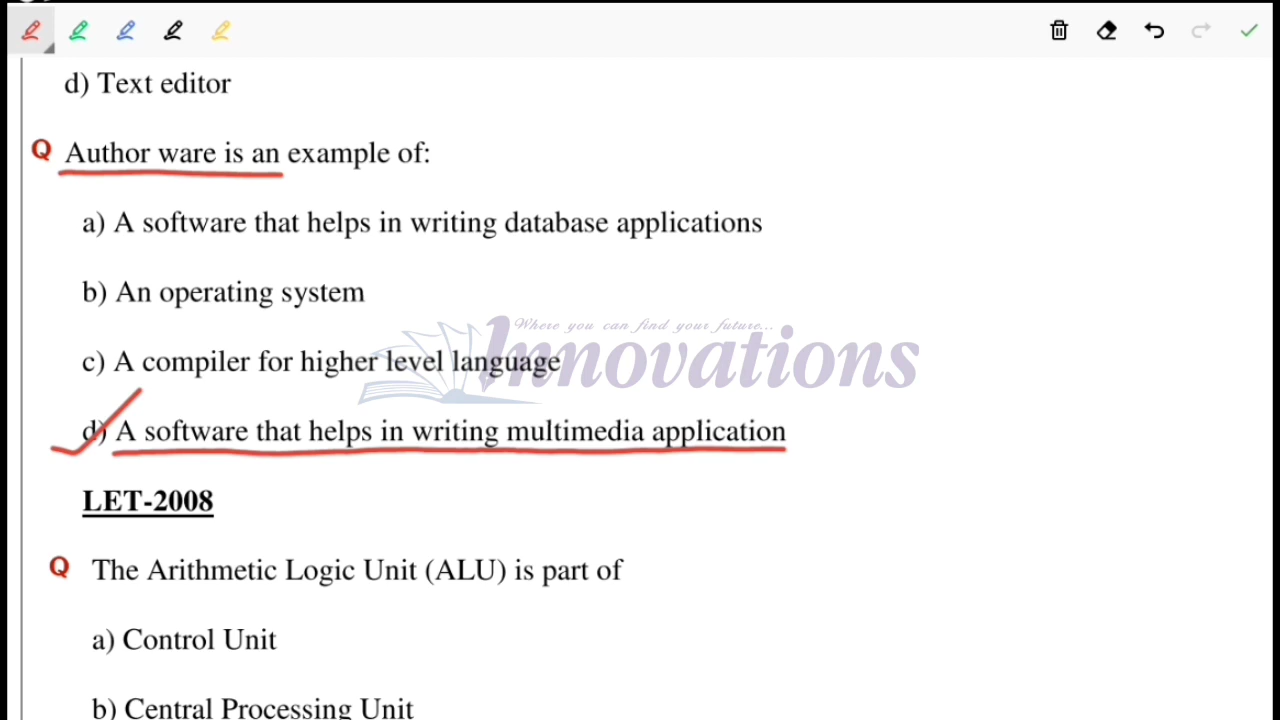 d) Text editor
Q Author ware is an example of:
a) A software that helps in writing database applications
b) An operating system
Where you can find your future...
Innovations
c) A compiler for higher level language
d) A software that helps in writing multimedia application
LET-2008
Q The Arithmetic Logic Unit (ALU) is part of
a) Control Unit
b) Central Processing Unit